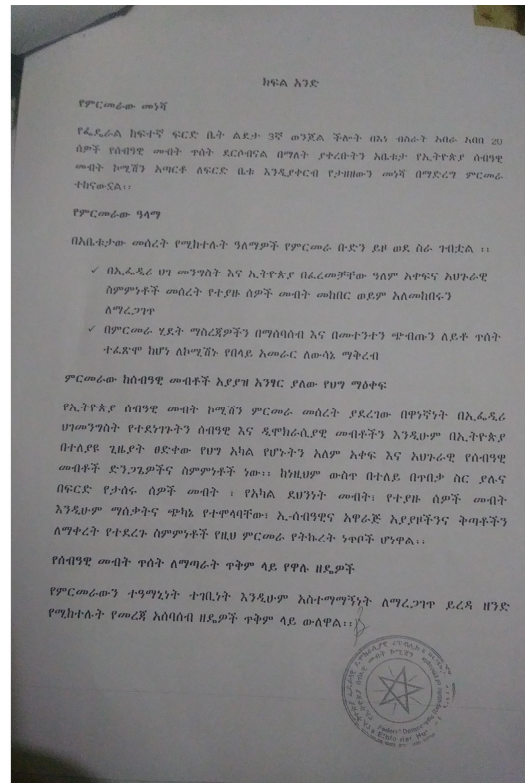 ክፍል አንድ
የምርመራው መነሻ
የፌዴራል ከፍተኛ ፍርድ ቤት ልደታ 3ኛ ወንጀል ችሎት በእነ ብስራት አበራ አበበ 20
ሰዎች የሰብዓዊ መብት ጥሰት ደርሶብናል በማለት ያቀረቡትን አቤቱታ የኢትዮጵያ ሰብዓዊ
መብት ኮሚሽን አጣርቶ ለፍርድ ቤቱ እንዲያቀርብ የታዘዘውን መነሻ በማድረግ ምርመራ
ተከናውኗል፡፡
የምርመራው ዓላማ
በአቤቱታው መሰረት የሚከተሉት ዓለማዎች የምርመራ ቡድን ይዞ ወደ ስራ ገብቷል ፡፡
✓ በኢፌዲሪ ህገ መንግስት እና ኢትዮጵያ በፈረመቻቸው ዓለም አቀፍና አህጉራዊ
ስምምነቶች መሰረት የተያዙ ሰዎች መብት መከበር ወይም አለመከበሩን
ለማረጋገጥ
✓ በምርመራ ሂደት ማስረጃዎችን በማሰባሰብ እና በመተንተን ጭብጡን ለይቶ ጥሰት
ተፈጽሞ ከሆነ ለኮሚሽኑ የበላይ አመራር ለውሳኔ ማቅረብ
ምርመራው ከሰብዓዊ መብቶች አያያዝ አንፃር ያለው የህግ ማዕቀፍ
የኢትዮጵያ ሰብዓዊ መብት ኮሚሽን ምርመራ መሰረት ያደረገው በዋነኛነት በኢፌዲሪ
ህገመንግስት የተደነገጉትን ሰብዓዊ እና ዲሞክራሲያዊ መብቶችን እንዲሁም በኢትዮጵያ
በተለያዩ ጊዜያት ፀድቀው የህግ አካል የሆኑትን አለም አቀፍ እና አህጉራዊ የሰብዓዊ
መብቶች ድንጋጌዎችና ስምምነቶች ነው፡፡ ከነዚህም ውስጥ በተለይ በጥበቃ ስር ያሉና
በፍርድ የታሰሩ ሰዎች መብት ፣ የአካል ደህንነት መብት፣ የተያዙ ሰዎች መብት
እንዲሁም ማሰቃትና ጭካኔ የተሞላባቸው፣ ኢ-ሰብዓዊና አዋራጅ አያያዞችንና ቅጣቶችን
ለማቀረት የተደረጉ ስምምነቶች የዚህ ምርመራ የትኩረት ነጥቦች ሆነዋል፡፡
የሰብዓዊ መብት ጥሰት ለማጣራት ጥቅም ላይ የዋሉ ዘዴዎች
የምርመራውን ተዓማኒነት ተገቢነት እንዲሁም አስተማማኝነት ለማረጋገጥ ይረዳ ዘንድ
የሚከተሉት የመረጃ አሰባሰብ ዘዴዎች ጥቅም ላይ ውለዋል፡፡